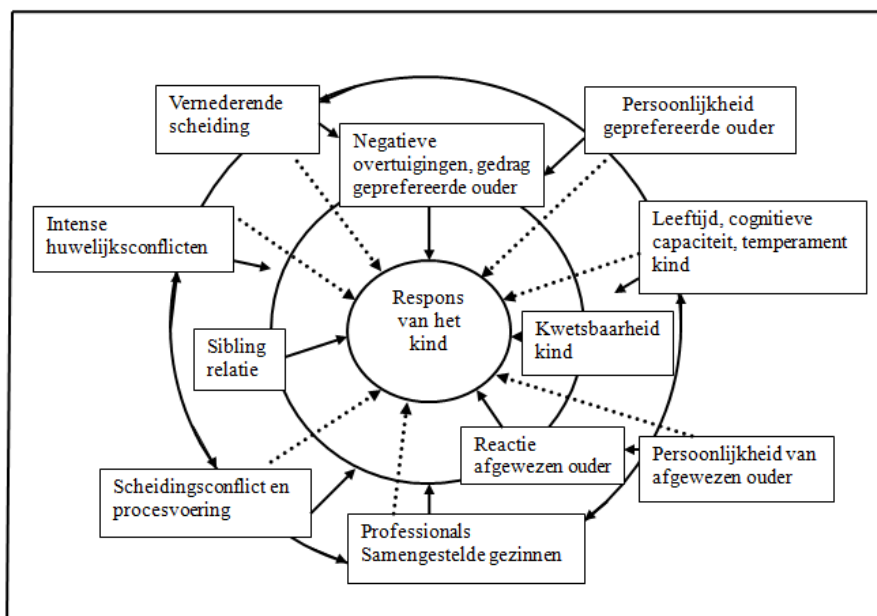 Vernederende
scheiding
Persoonlijkheid
geprefereerde ouder
Negatieve
overtuigingen, gedrag
geprefereerde ouder
Intense
huwelijksconflicten
Leeftijd, cognitieve
capaciteit, temperament
kind
Respons
van het
kind
Sibling
relatie
Kwetsbaarheid
kind
Reactie
afgewezen ouder
Persoonlijkheid van
afgewezen ouder
Scheidingsconflict en
procesvoering
Professionals
Samengestelde gezinnen